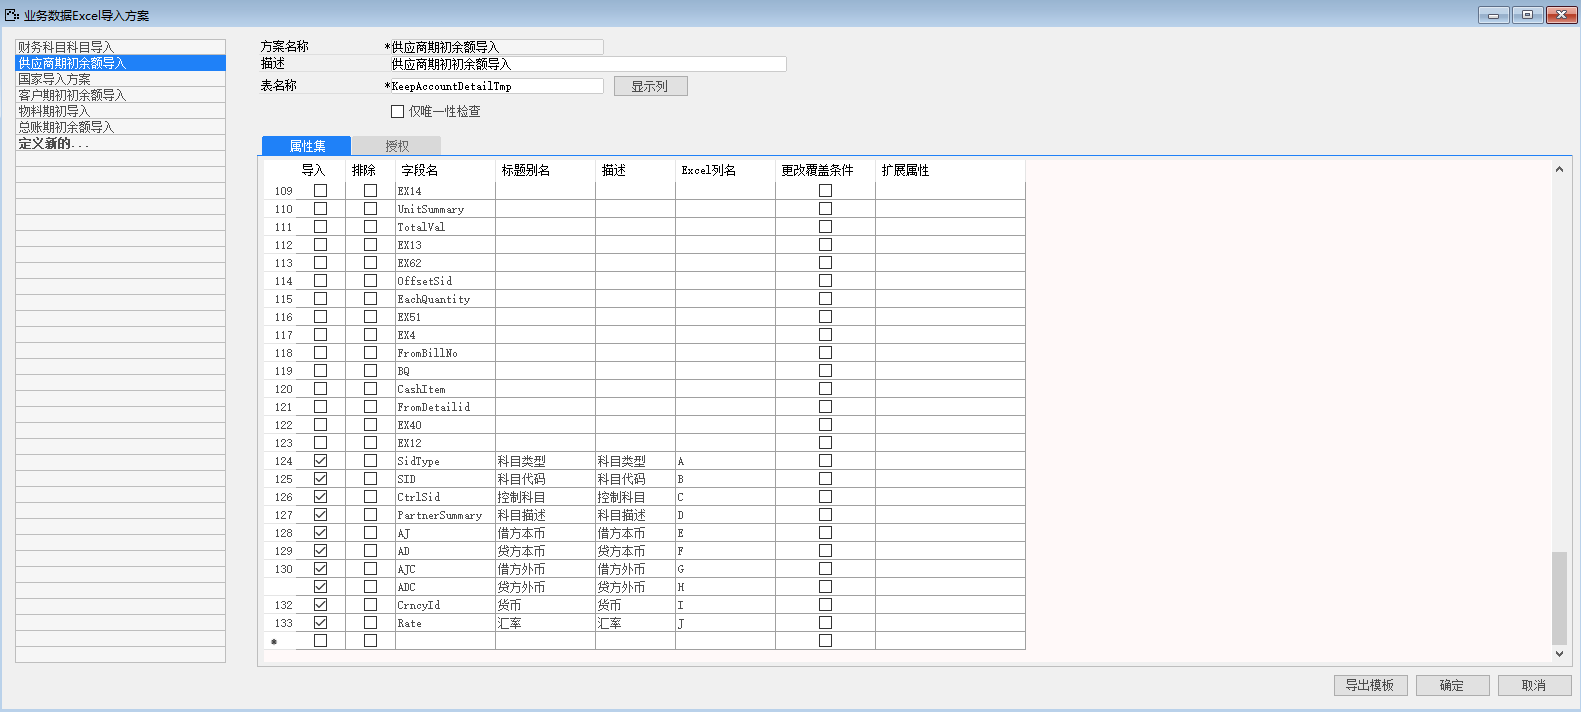 业务数据Excel导入方案
财务科目科目导入
供应商期初余额导入
国家导入方案
客户期初初余额导入
物料期初导入
总账期初余额导入
定义新的...
方案名称 *供应商期初余额导入
描述 供应商期初初余额导入
表名称 *KeepAccountDetailTmp 显示列
仅唯一性检查
属性集 授权
导入 排除 字段名 标题别名 描述 Excel列名 更改覆盖条件 扩展属性
109 EX14
110 UnitSummary
111 TotalVal
112 EX13
113 EX62
114 OffsetSid
115 EachQuantity
116 EX51
117 EX4
118 FromBillNo
119 BQ
120 CashItem
121 FromDetailid
122 EX40
123 EX12
124 SidType 科目类型 科目类型 A
125 SID 科目代码 科目代码 B
126 CtrlSid 控制科目 控制科目 C
127 PartnerSummary 科目描述 科目描述 D
128 AJ 借方本币 借方本币 E
129 AD 贷方本币 贷方本币 F
130 AJC 借方外币 借方外币 G
ADC 贷方外币 贷方外币 H
132 CrncyId 货币 货币 I
133 Rate 汇率 汇率 J
*
导出模板 确定 取消